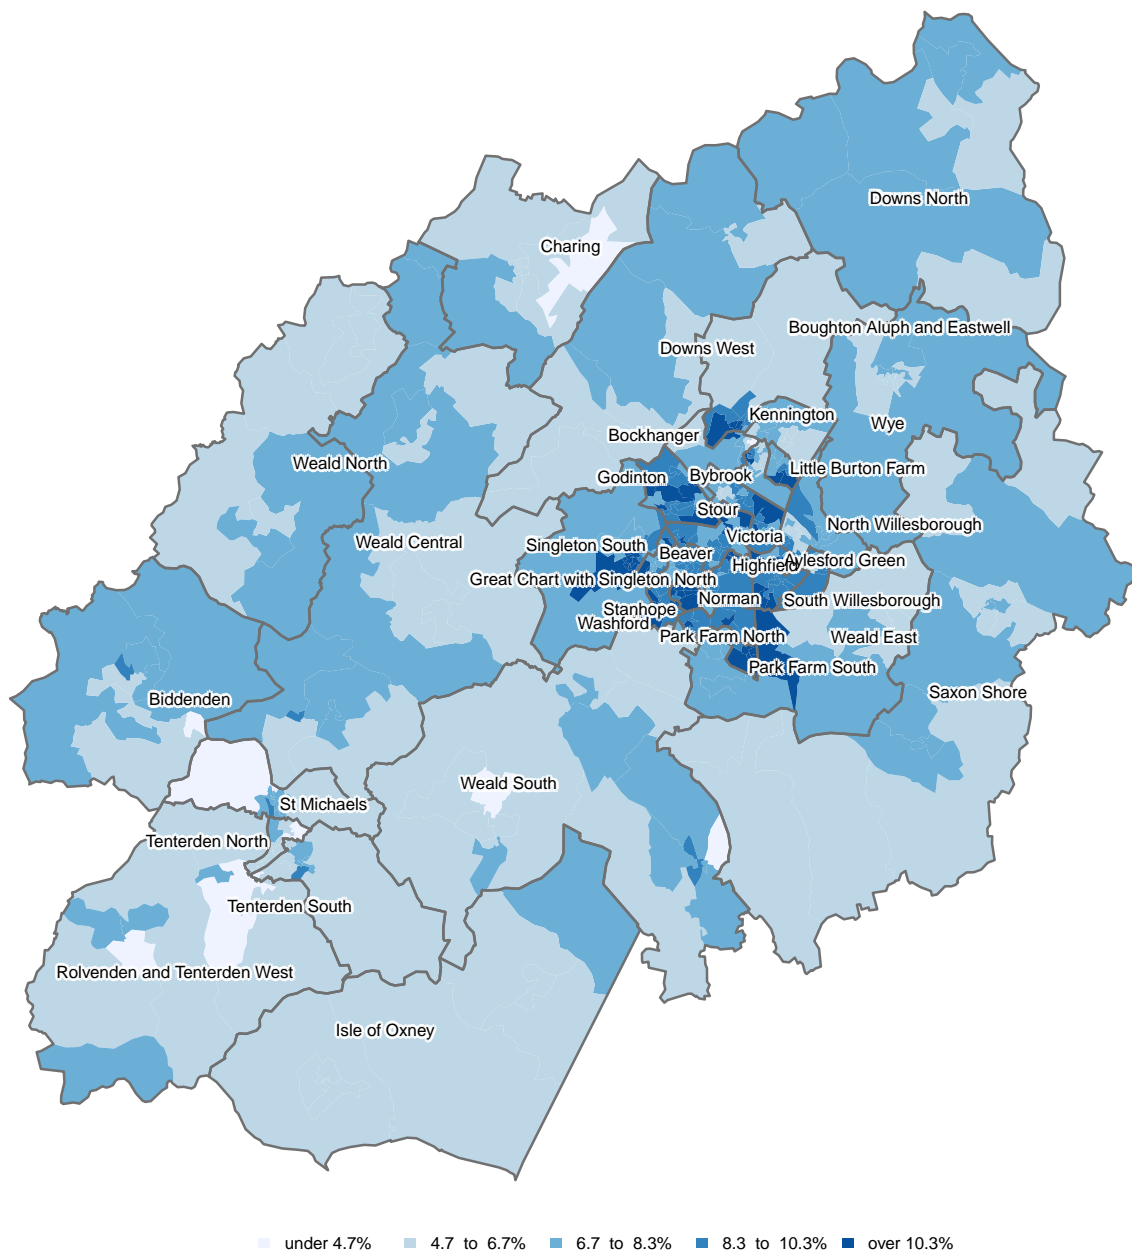 Downs North
Charing
Boughton Aluph and Eastwell
Downs West
Kennington
Wye
Bockhanger
Weald North
Little Burton Farm
Godinton
Bybrook
Stour
North Willesborough
Victoria
Weald Central
Singleton South
Beaver
Aylesford Green
Highfield
Great Chart with Singleton North
Norman
South Willesborough
Stanhope
Washford
Park Farm North
Weald East
Park Farm South
Saxon Shore
Biddenden
Weald South
St Michaels
Tenterden North
Tenterden South
Rolvenden and Tenterden West
Isle of Oxney
under 4.7% 4.7 to 6.7% 6.7 to 8.3% 8.3 to 10.3% over 10.3%